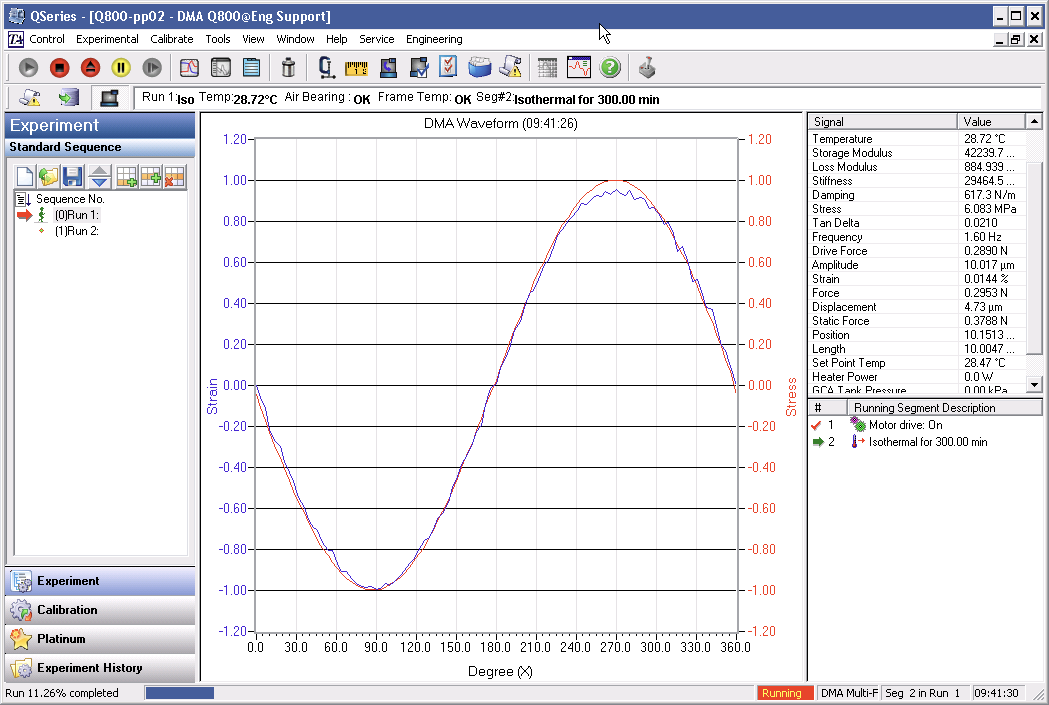 QSeries - [Q800-pp02 - DMA Q800@Eng Support]
Control Experimental Calibrate Tools View Window Help Service Engineering
Run 1:Iso Temp:28.72°C Air Bearing : OK Frame Temp: OK Seg#2:Isothermal for 300.00 min
Experiment
Standard Sequence
Sequence No.
(0)Run 1:
(1)Run 2:
Experiment
Calibration
Platinum
Experiment History
DMA Waveform (09:41:26)
1.20 1.20
1.00 1.00
0.80 0.80
0.60 0.60
0.40 0.40
0.20 0.20
0.00 0.00
Strain
Stress
-0.20 -0.20
-0.40 -0.40
-0.60 -0.60
-0.80 -0.80
-1.00 -1.00
-1.20 -1.20
0.0 30.0 60.0 90.0 120.0 150.0 180.0 210.0 240.0 270.0 300.0 330.0 360.0
Degree (X)
Signal Value
Temperature 28.72 °C
Storage Modulus 42239.7 ...
Loss Modulus 884.939 ...
Stiffness 29464.5 ...
Damping 617.3 N/m
Stress 6.083 MPa
Tan Delta 0.0210
Frequency 1.60 Hz
Drive Force 0.2890 N
Amplitude 10.017 µm
Strain 0.0144 %
Force 0.2953 N
Displacement 4.73 µm
Static Force 0.3788 N
Position 10.1513 ...
Length 10.0047 ...
Set Point Temp 28.47 °C
Heater Power 0.0 W
GCA Tank Pressure 0.00 kPa
# Running Segment Description
1 Motor drive: On
2 Isothermal for 300.00 min
Run 11.26% completed Running DMA Multi-F Seg 2 in Run 1 09:41:30